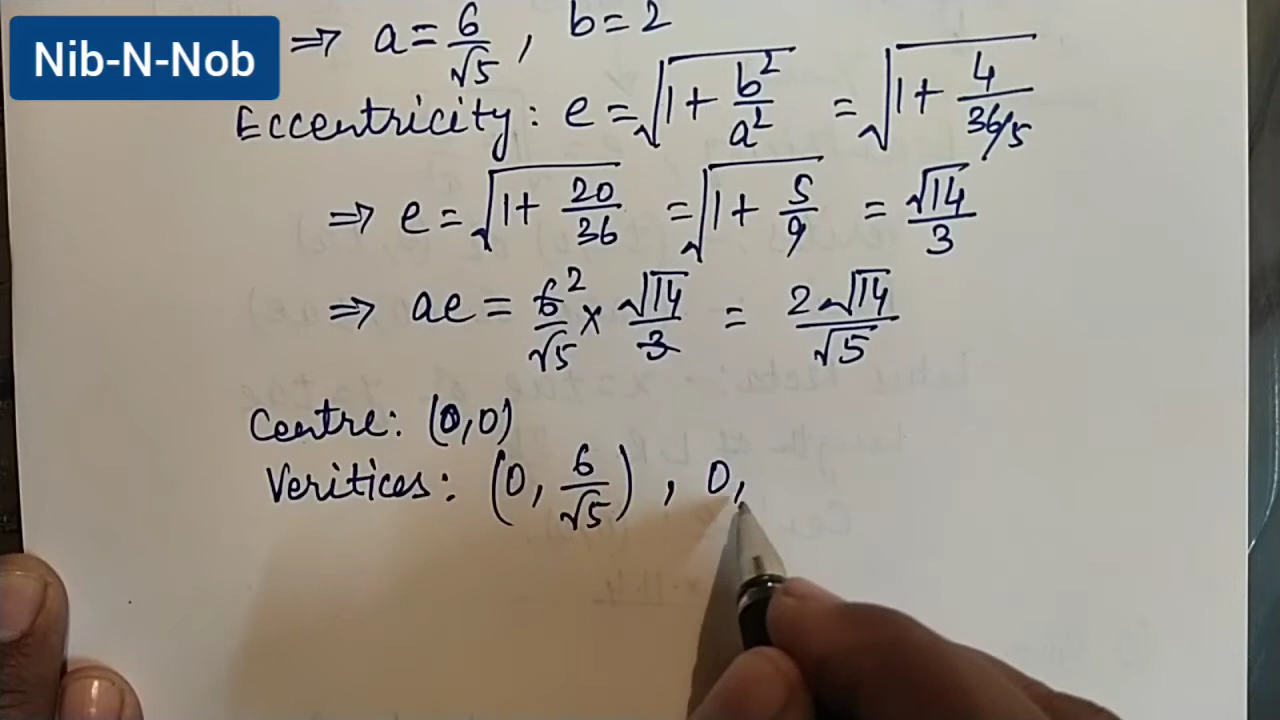 Nib-N-Nob
⇒ a = 6/√5 , b = 2
Eccentricity: e = √(1 + b²/a²) = √(1 + 4/(36/5))
⇒ e = √(1 + 20/36) = √(1 + 5/9) = √14/3
⇒ ae = 6²/√5 × √14/3 = 2√14/√5
Centre: (0,0)
Veritices: (0, 6/√5) , 0,